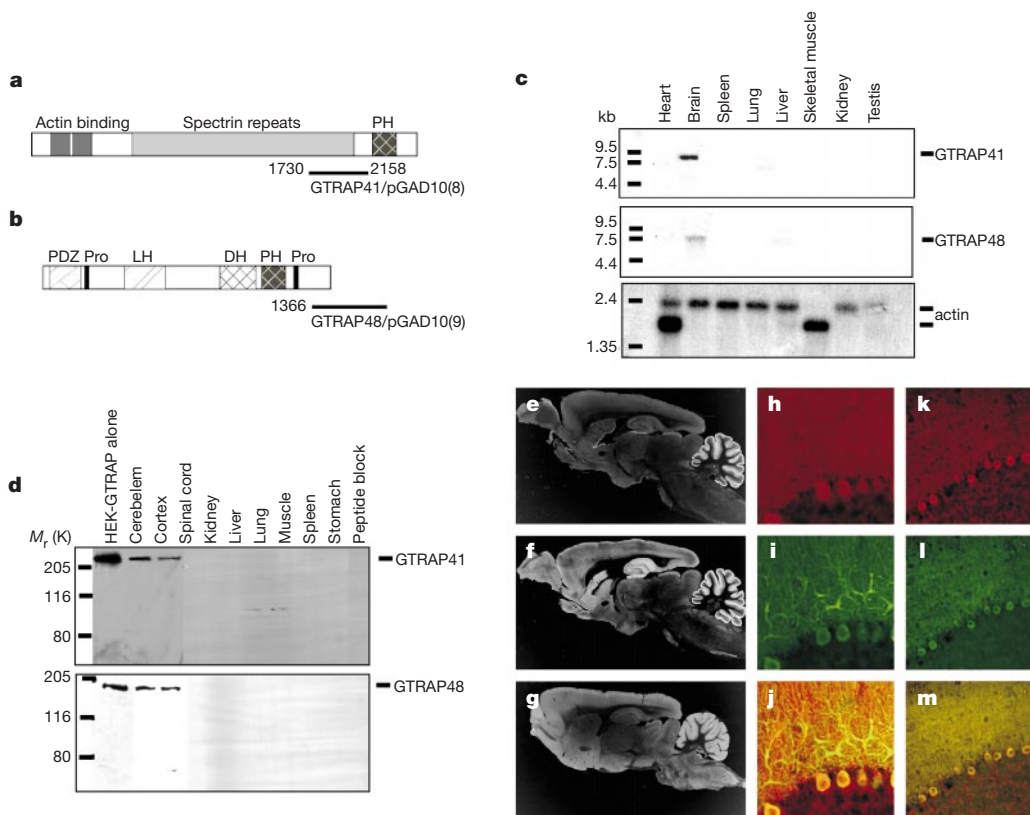 a
Actin binding Spectrin repeats PH
1730 2158
GTRAP41/pGAD10(8)
b
PDZ Pro LH DH PH Pro
1366
GTRAP48/pGAD10(9)
c
Heart
Brain
Spleen
Lung
Liver
Skeletal muscle
Kidney
Testis
kb
9.5
7.5
4.4
GTRAP41
9.5
7.5
4.4
GTRAP48
2.4
1.35
actin
d
HEK-GTRAP alone
Cerebelem
Cortex
Spinal cord
Kidney
Liver
Lung
Muscle
Spleen
Stomach
Peptide block
Mr (K)
205
116
80
GTRAP41
205
116
80
GTRAP48
e h k
f i l
g j m